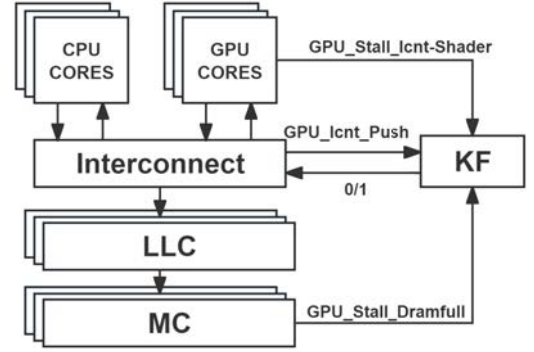 CPU
CORES
GPU
CORES
GPU_Stall_Icnt-Shader
GPU_Icnt_Push
Interconnect
KF
0/1
LLC
MC
GPU_Stall_Dramfull